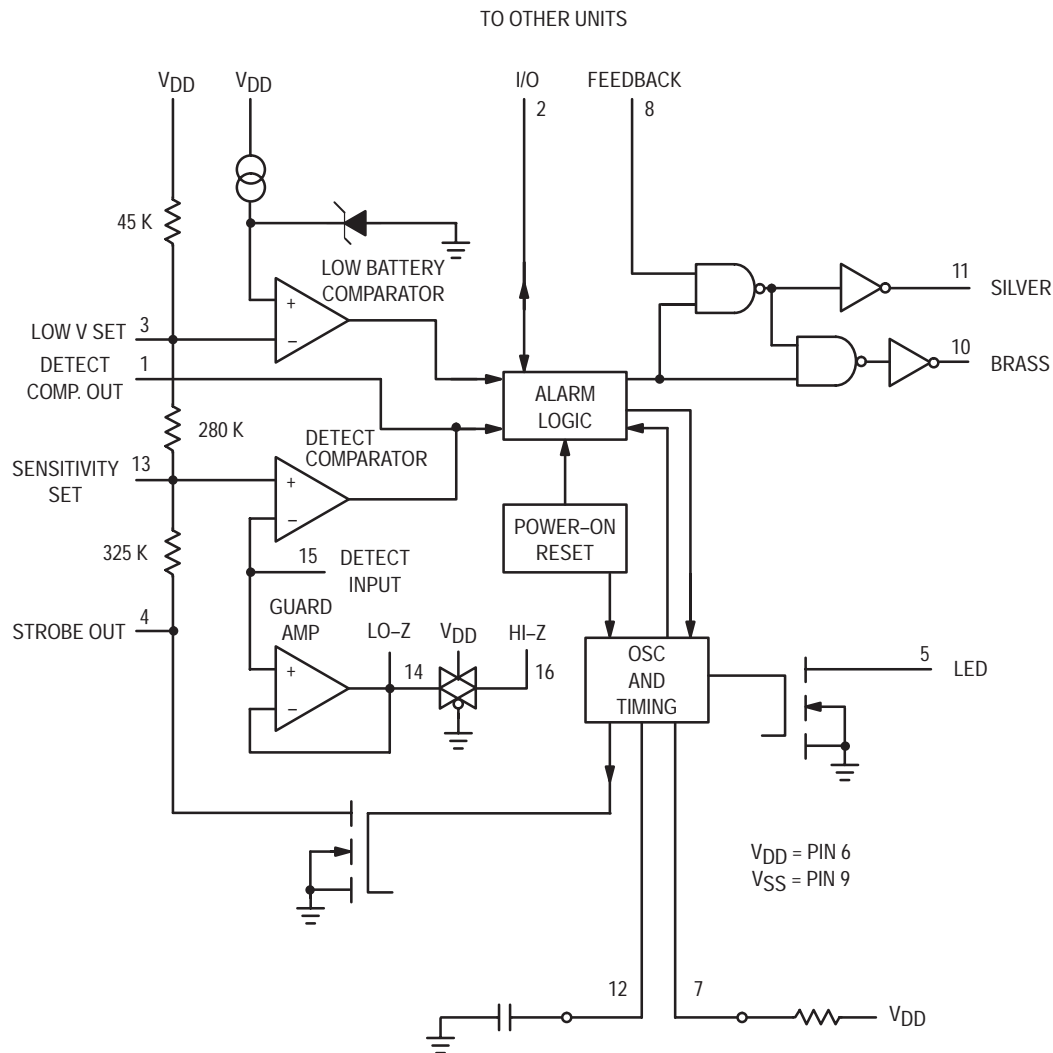 TO OTHER UNITS
VDD
VDD
I/O
2
FEEDBACK
8
45 K
LOW BATTERY
COMPARATOR
+
–
LOW V SET
3
DETECT
COMP. OUT
1
11
SILVER
10
BRASS
ALARM
LOGIC
280 K
DETECT
COMPARATOR
SENSITIVITY
SET
13
+
–
POWER–ON
RESET
325 K
15
DETECT
INPUT
STROBE OUT
4
GUARD
AMP
LO–Z
VDD
HI–Z
+
–
14
16
OSC
AND
TIMING
5
LED
VDD = PIN 6
VSS = PIN 9
12
7
VDD